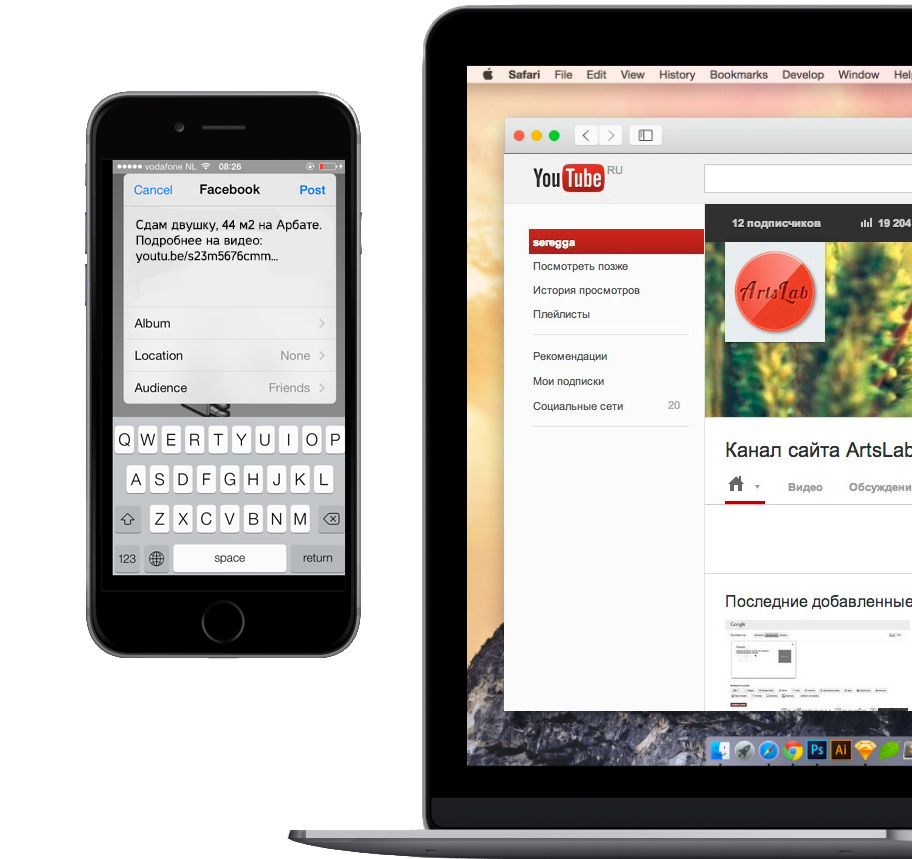 vodafone NL 08:26
Cancel Facebook Post
Сдам двушку, 44 м2 на Арбате.
Подробнее на видео:
youtu.be/s23m5676cmm...
Album
Location None
Audience Friends
Q W E R T Y U I O P
A S D F G H J K L
Z X C V B N M
123 space return
Safari File Edit View History Bookmarks Develop Window Help
YouTube RU
12 подписчиков 19 204
seregga
Посмотреть позже
История просмотров
Плейлисты
Рекомендации
Мои подписки
Социальные сети 20
ArtsLab
Канал сайта ArtsLab
Видео Обсуждени
Последние добавленные
Google
Ps Ai